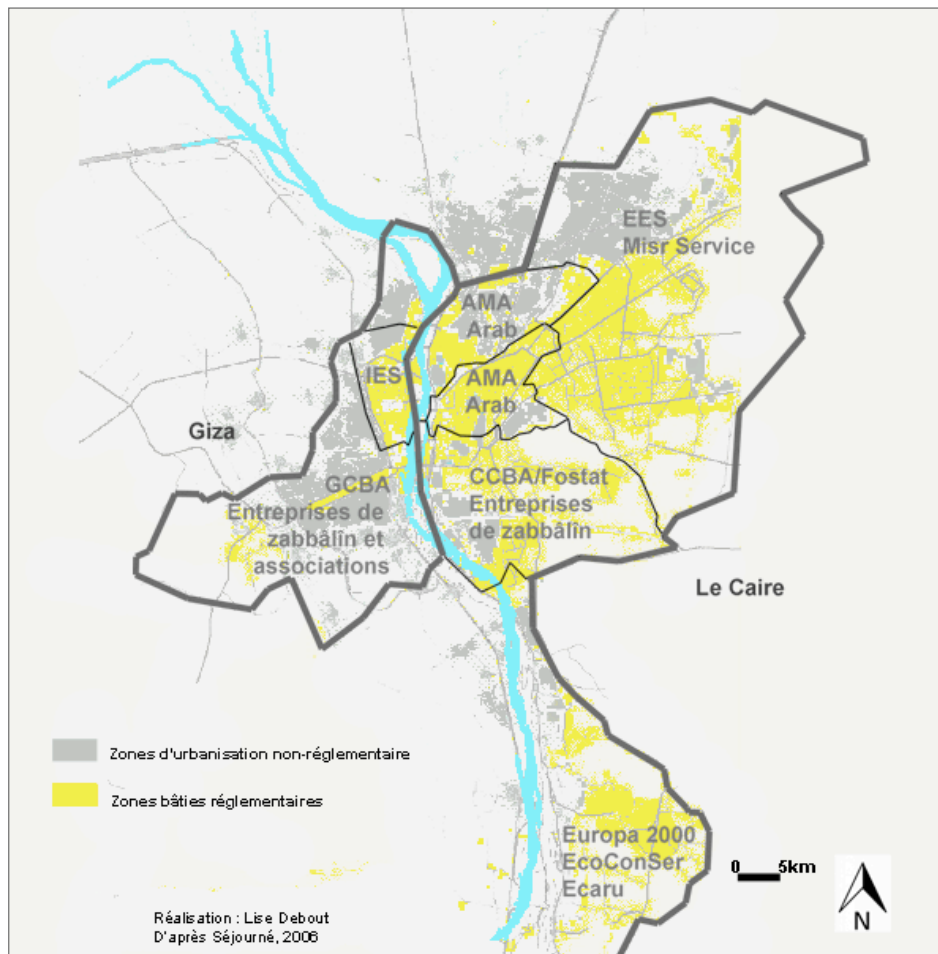 EES
Misr Service
AMA
Arab
IES
AMA
Arab
Giza
GCBA
Entreprises de
zabbâlîn et
associations
CCBA/Fostat
Entreprises
de zabbâlîn
Le Caire
Zones d'urbanisation non-réglementaire
Zones bâties réglementaires
Europa 2000
EcoConSer
Ecaru
0 5km
N
Réalisation : Lise Debout
D'après Séjourné, 2006